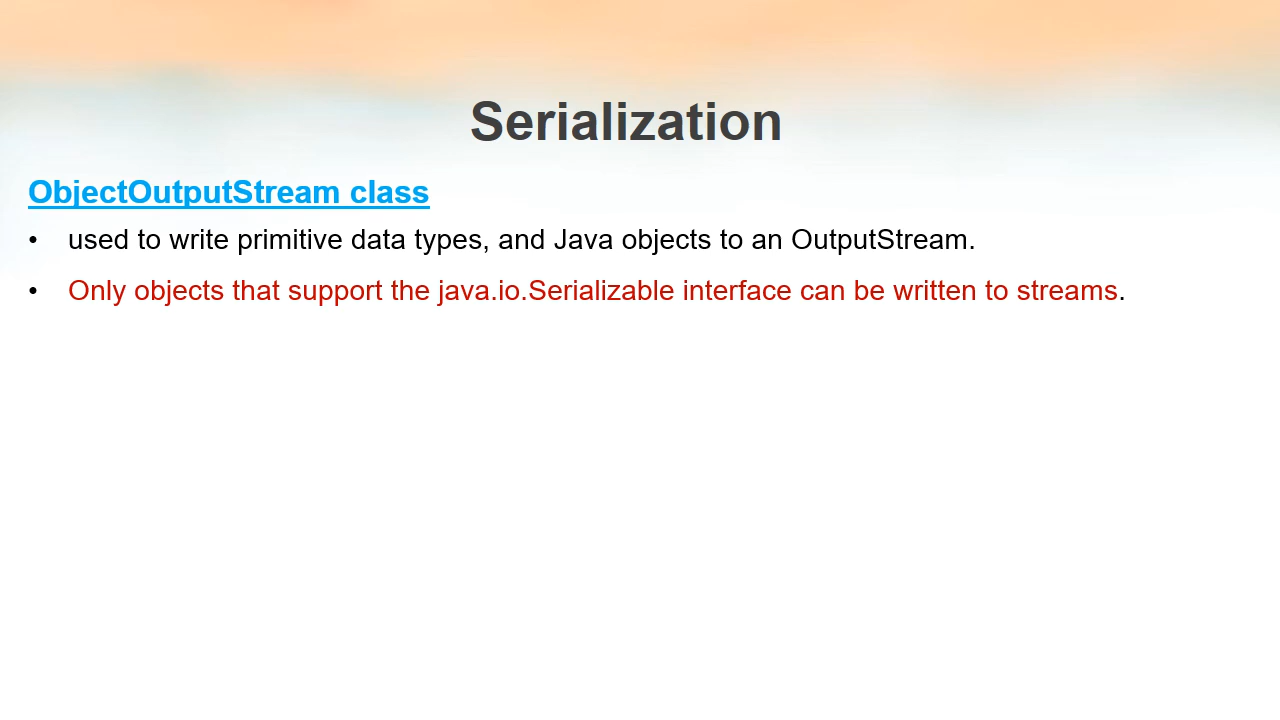 Serialization
ObjectOutputStream class
• used to write primitive data types, and Java objects to an OutputStream.
• Only objects that support the java.io.Serializable interface can be written to streams.